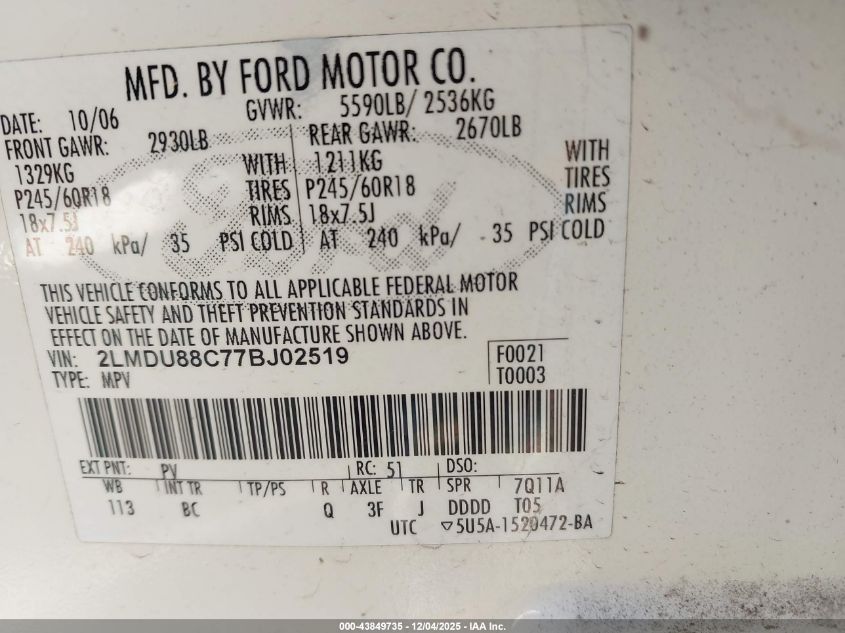 MFD. BY FORD MOTOR CO.
DATE: 10/06 GVWR: 5590LB/ 2536KG
FRONT GAWR: 2930LB REAR GAWR: 2670LB
1329KG WITH 1211KG WITH
P245/60R18 TIRES P245/60R18 TIRES
18x7.5J RIMS 18x7.5J RIMS
AT 240 kPa/ 35 PSI COLD AT 240 kPa/ 35 PSI COLD
Ford
THIS VEHICLE CONFORMS TO ALL APPLICABLE FEDERAL MOTOR
VEHICLE SAFETY AND THEFT PREVENTION STANDARDS IN
EFFECT ON THE DATE OF MANUFACTURE SHOWN ABOVE.
VIN: 2LMDU88C77BJ02519 F0021
TYPE: MPV T0003
EXT PNT: PV RC: 51 DSO:
WB INT TR TP/PS R AXLE TR SPR 7Q11A
113 BC Q 3F J DDDD T05
UTC ▽5U5A-1520472-BA
000-43849735 - 12/04/2025 - IAA Inc.